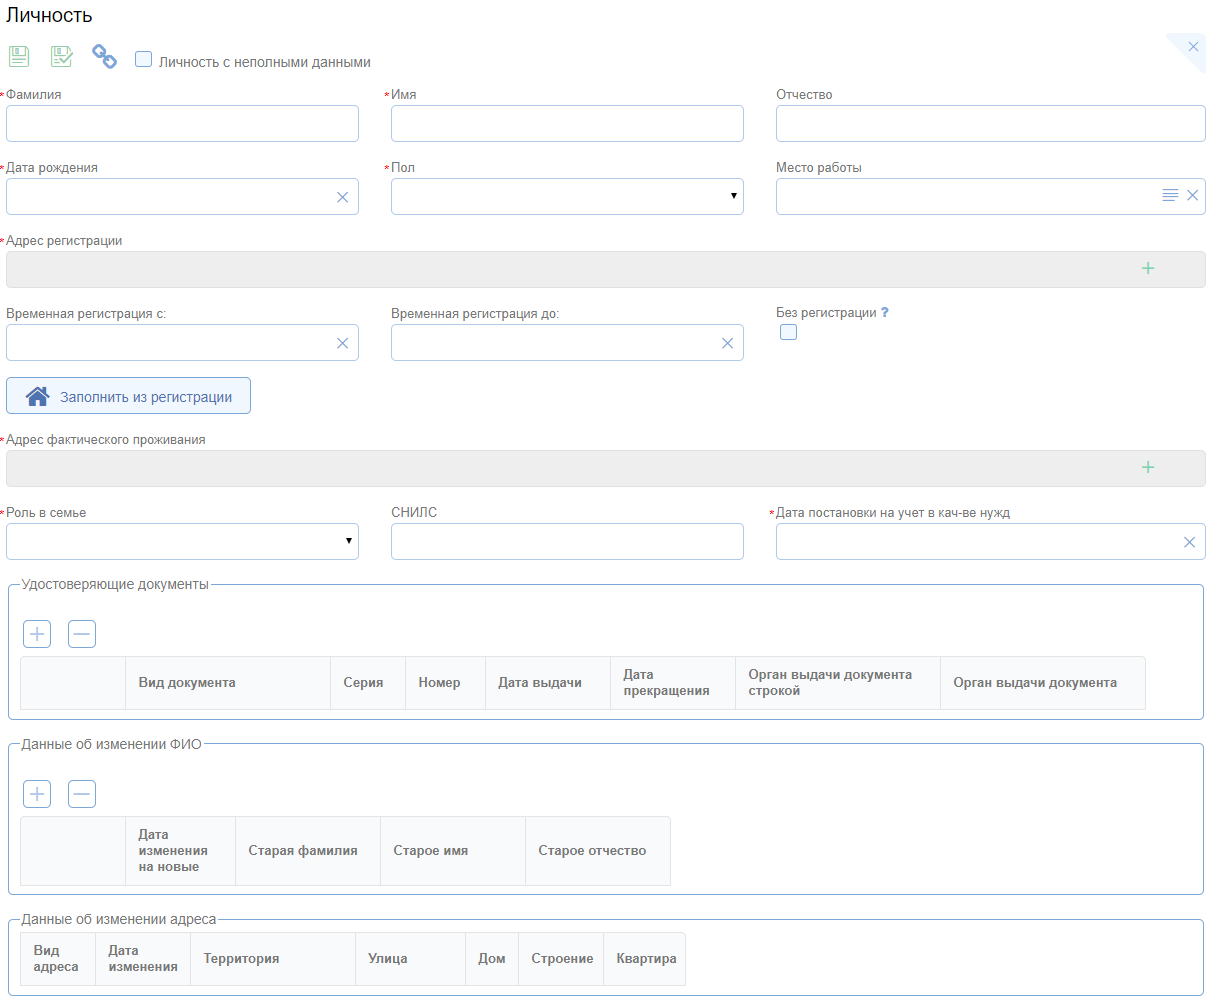 Личность
Личность с неполными данными
*Фамилия *Имя Отчество
*Дата рождения *Пол Место работы
*Адрес регистрации
Временная регистрация с: Временная регистрация до: Без регистрации ?
Заполнить из регистрации
*Адрес фактического проживания
*Роль в семье СНИЛС *Дата постановки на учет в кач-ве нужд
Удостоверяющие документы
Вид документа Серия Номер Дата выдачи Дата прекращения Орган выдачи документа строкой Орган выдачи документа
Данные об изменении ФИО
Дата изменения на новые Старая фамилия Старое имя Старое отчество
Данные об изменении адреса
Вид адреса Дата изменения Территория Улица Дом Строение Квартира